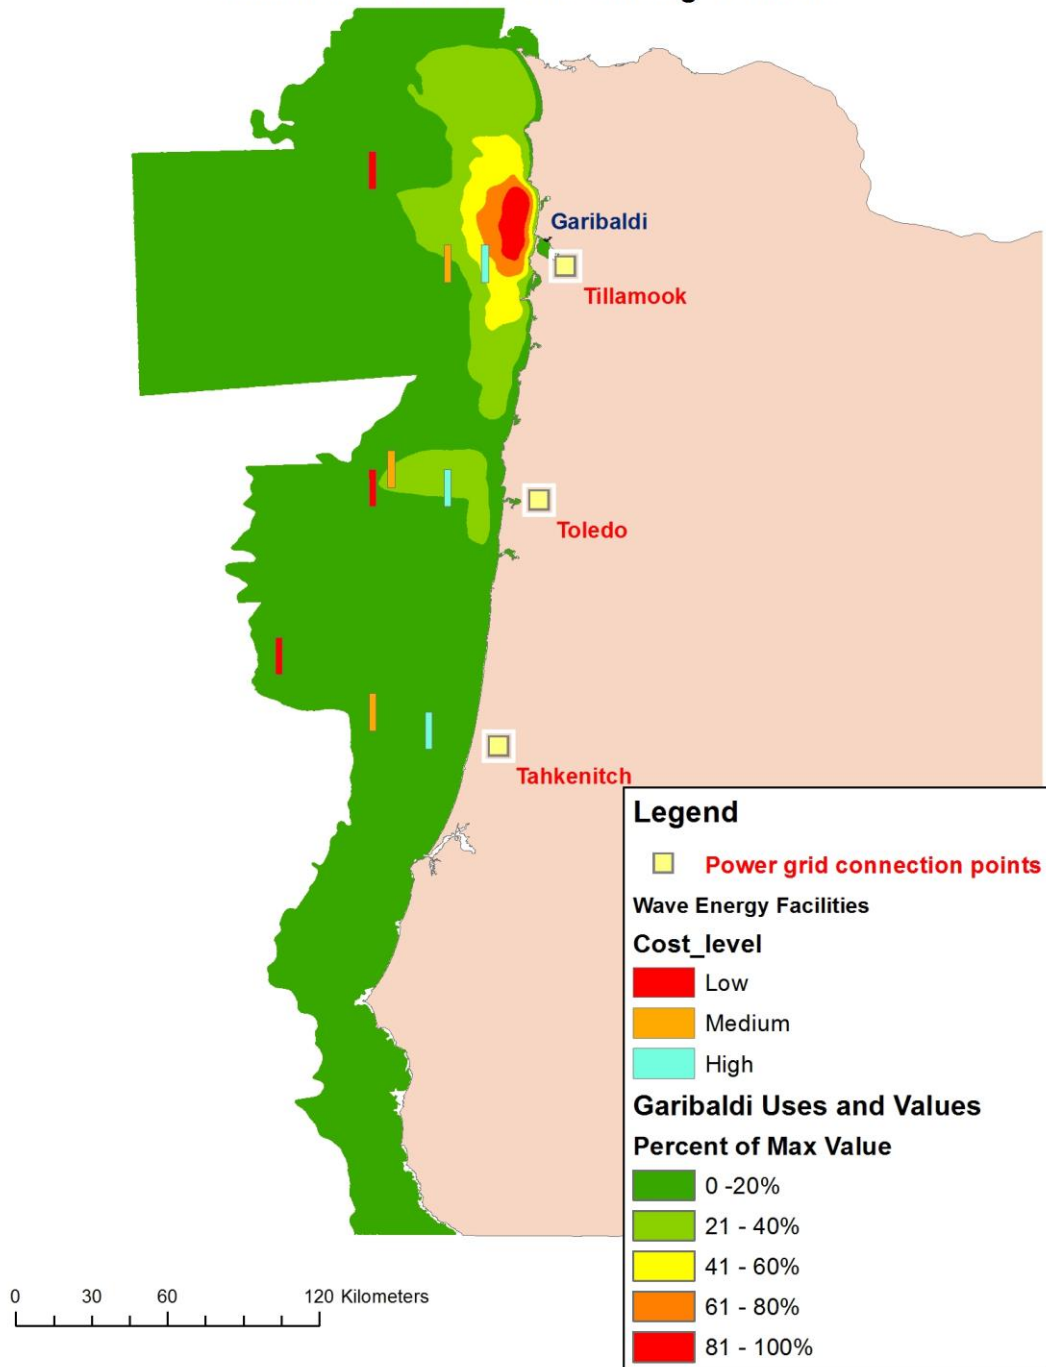 Garibaldi
Tillamook
Toledo
Tahkenitch
Legend
Power grid connection points
Wave Energy Facilities
Cost_level
Low
Medium
High
Garibaldi Uses and Values
Percent of Max Value
0 -20%
21 - 40%
41 - 60%
61 - 80%
81 - 100%
0 30 60 120 Kilometers